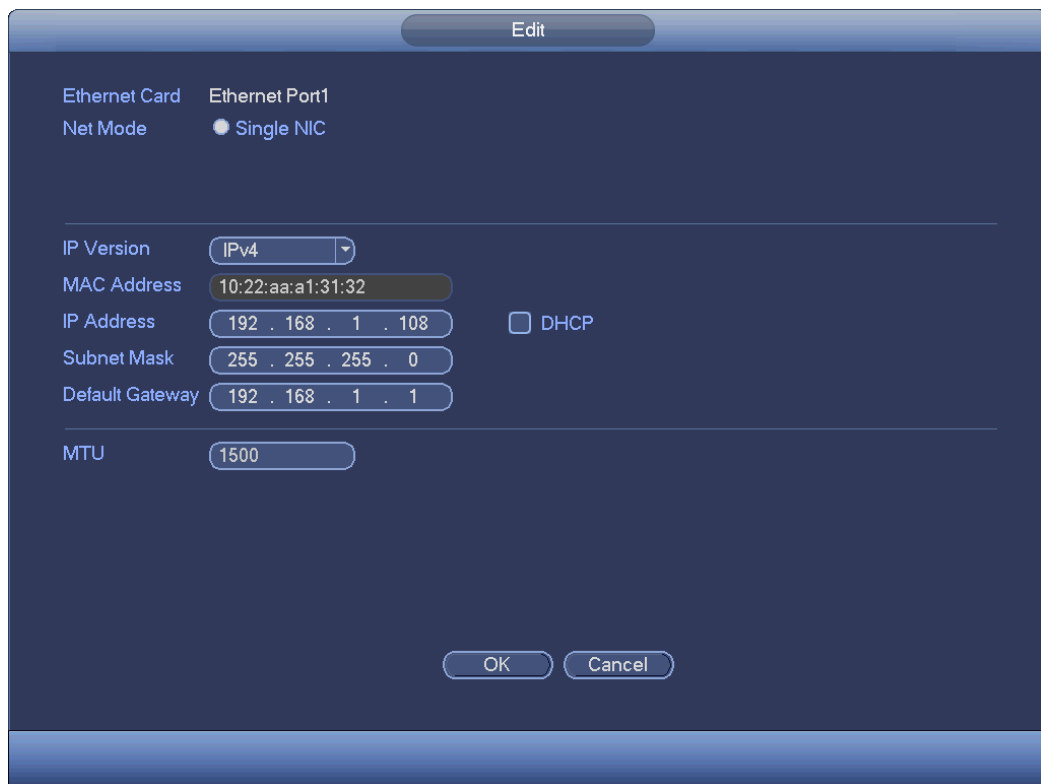 Edit
Ethernet Card Ethernet Port1
Net Mode Single NIC
IP Version IPv4
MAC Address 10:22:aa:a1:31:32
IP Address 192 . 168 . 1 . 108 DHCP
Subnet Mask 255 . 255 . 255 . 0
Default Gateway 192 . 168 . 1 . 1
MTU 1500
OK Cancel